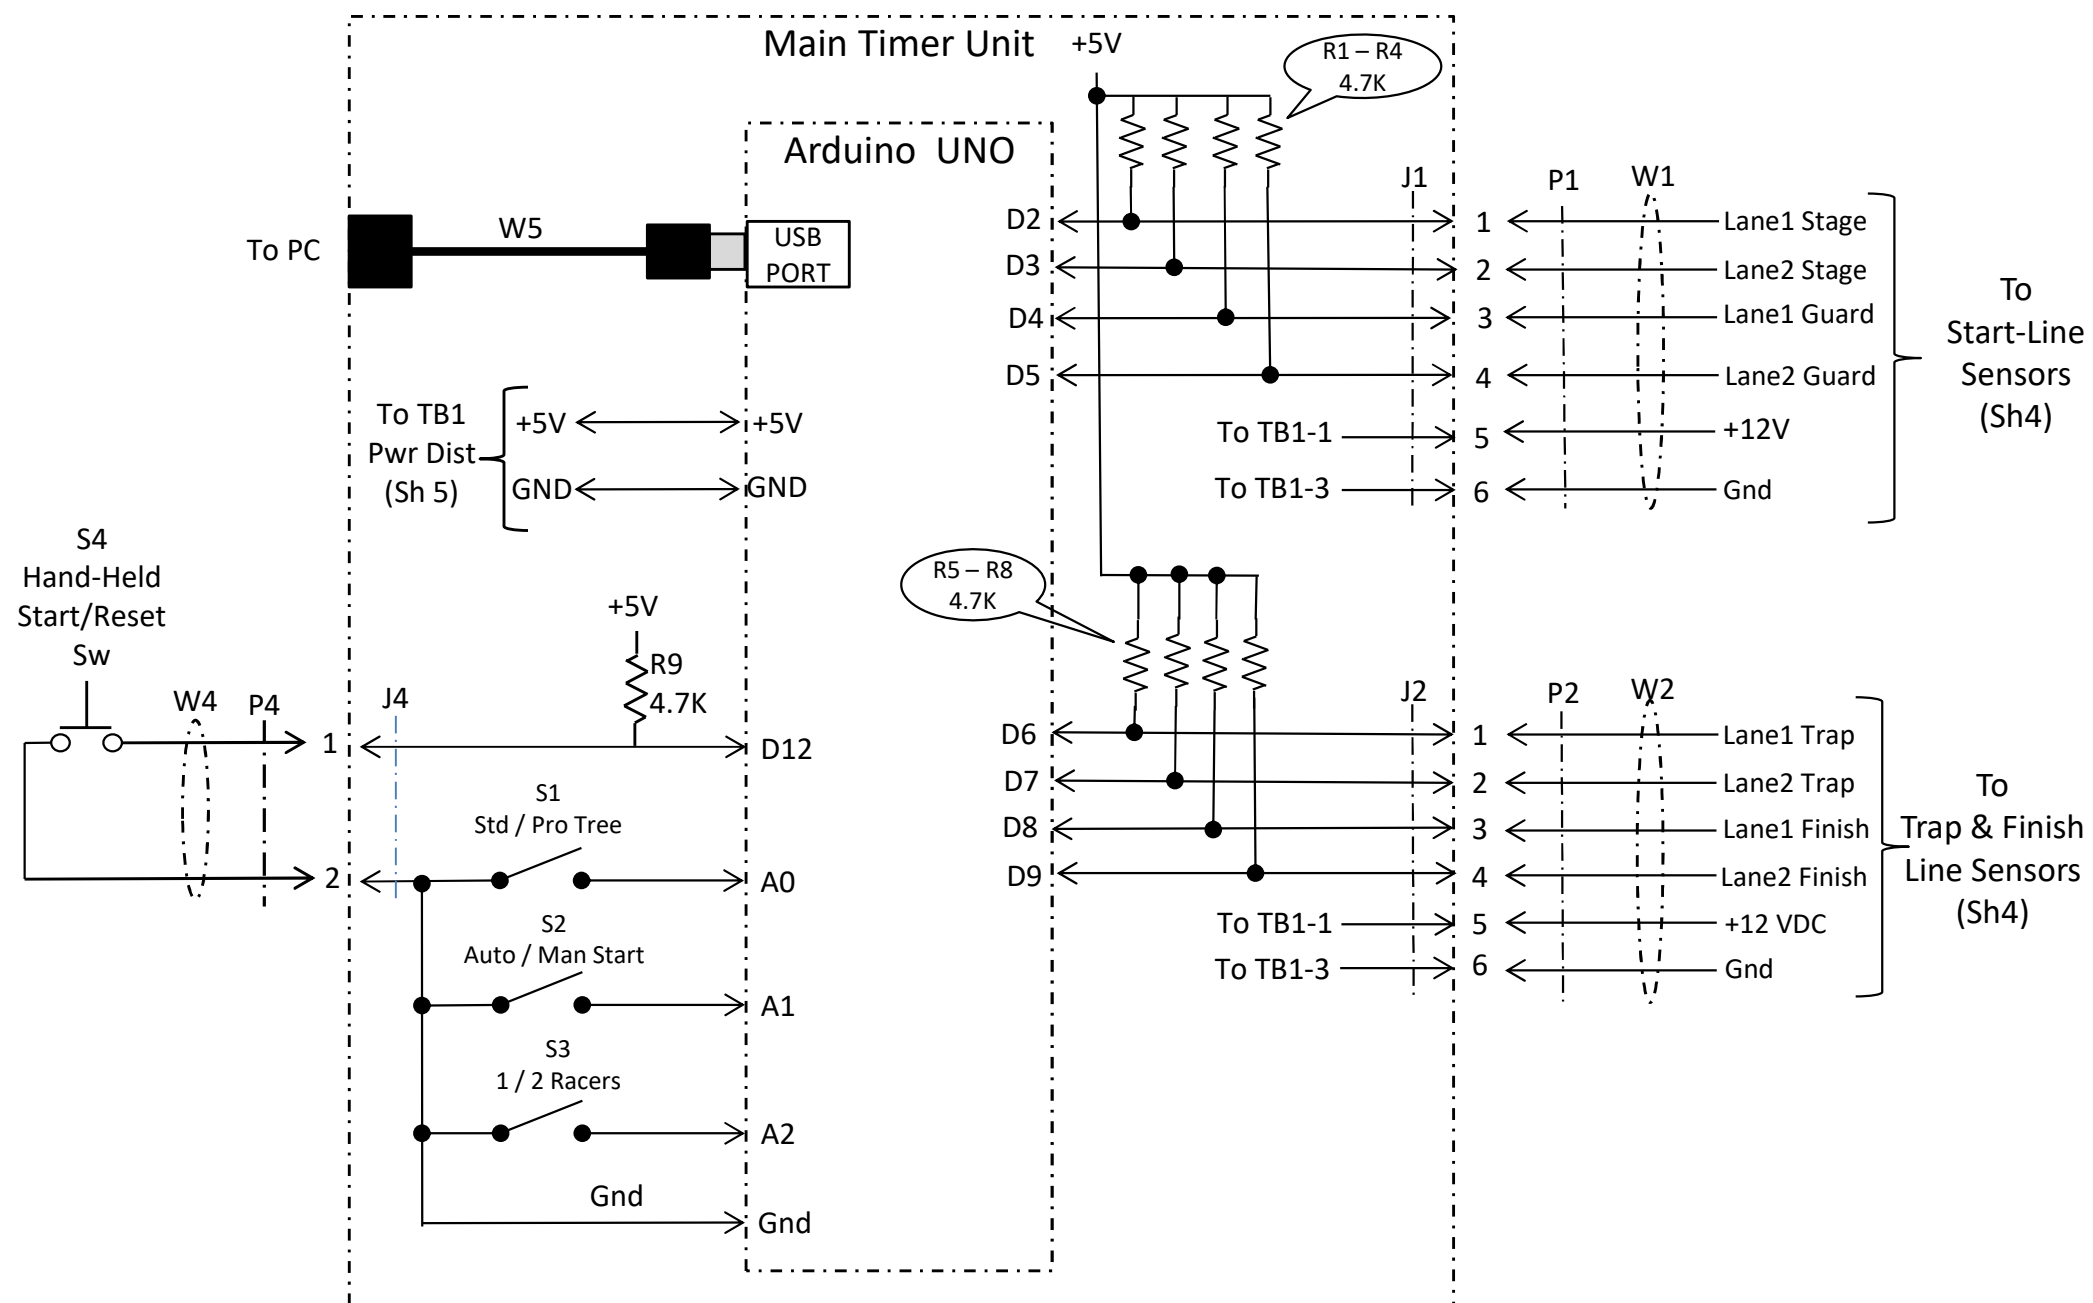 Main Timer Unit
+5V
R1 – R4
4.7K
Arduino UNO
To PC
W5
USB
PORT
D2
D3
D4
D5
J1
P1
W1
1
2
3
4
5
6
Lane1 Stage
Lane2 Stage
Lane1 Guard
Lane2 Guard
+12V
Gnd
To TB1-1
To TB1-3
To
Start-Line
Sensors
(Sh4)
To TB1
Pwr Dist
(Sh 5)
+5V
GND
+5V
GND
S4
Hand-Held
Start/Reset
Sw
W4
P4
J4
1
2
+5V
R9
4.7K
D12
S1
Std / Pro Tree
A0
S2
Auto / Man Start
A1
S3
1 / 2 Racers
A2
Gnd
Gnd
R5 – R8
4.7K
D6
D7
D8
D9
J2
P2
W2
1
2
3
4
5
6
Lane1 Trap
Lane2 Trap
Lane1 Finish
Lane2 Finish
+12 VDC
Gnd
To TB1-1
To TB1-3
To
Trap & Finish
Line Sensors
(Sh4)